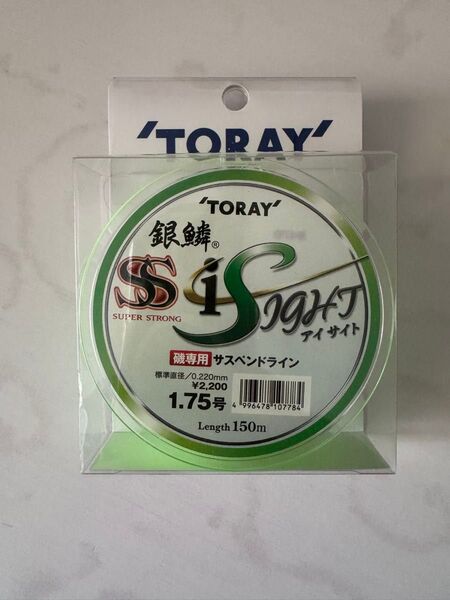 'TORAY'
'TORAY'
銀鱗®
SS iSIGHT
SUPER STRONG
アイ サイト
磯専用 サスペンドライン
標準直径/0.220mm
¥2,200
1.75号
4 996478 107784
Length 150m